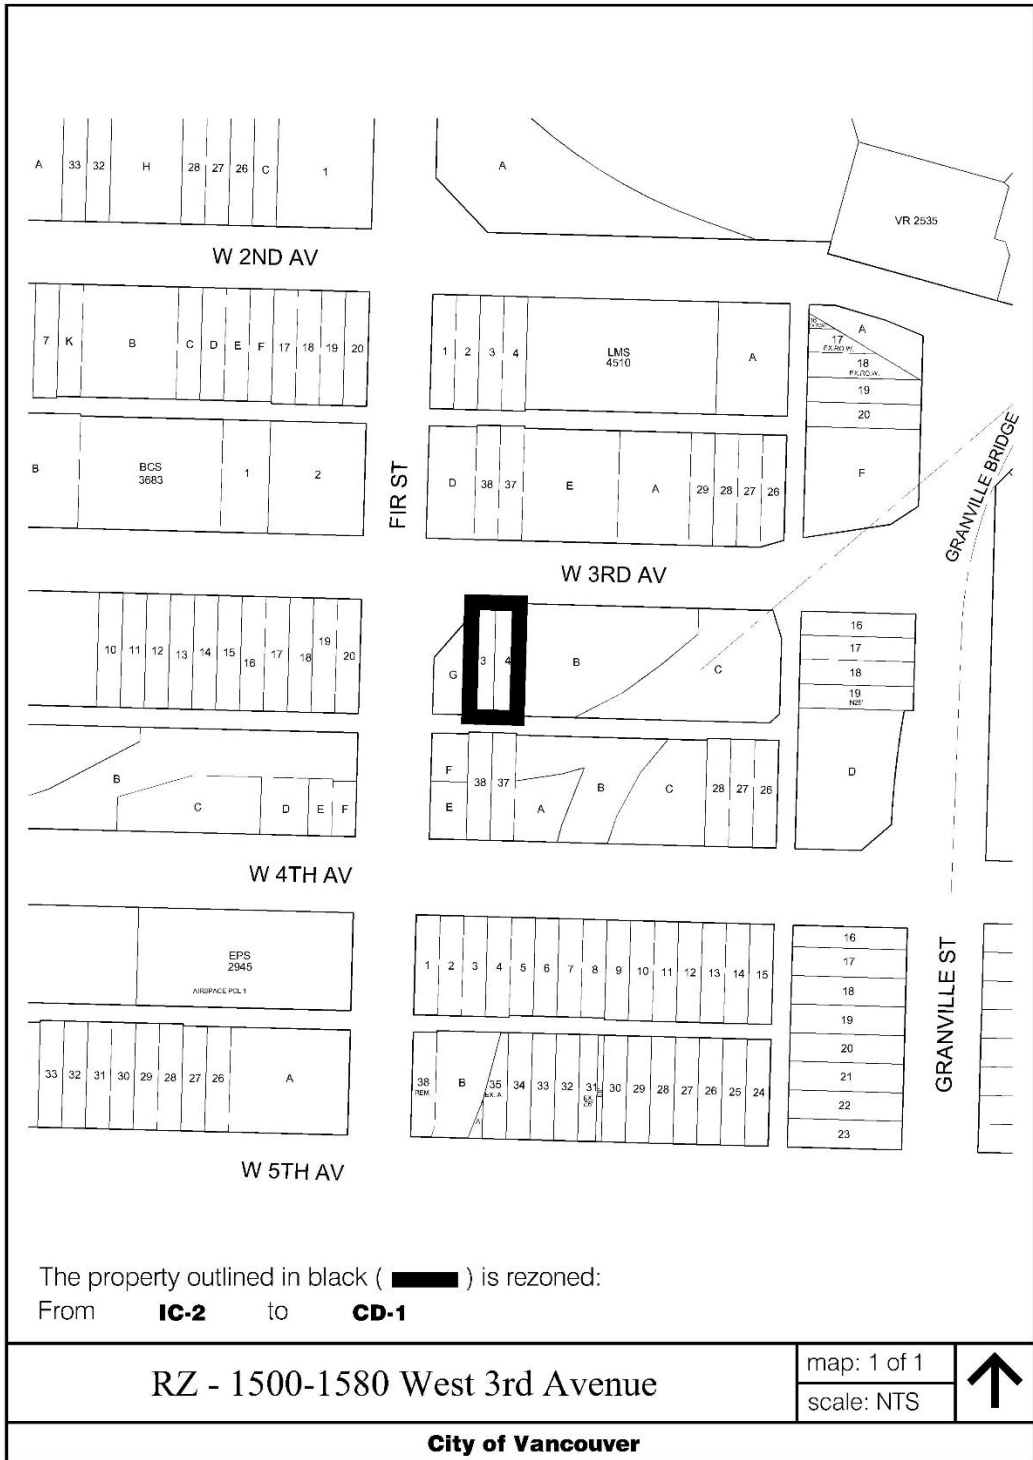 A 33 32 H 28 27 26 C 1 A
VR 2535
W 2ND AV
7 K B C D E F 17 18 19 20 1 2 3 4 LMS 4510 A
A
17
EX.RD.W.
18
EX.RD.W.
19
20
B BCS 3683 1 2 D 38 37 E A 29 28 27 26 F
FIR ST
GRANVILLE BRIDGE
W 3RD AV
10 11 12 13 14 15 16 17 18 19 20 G 3 4 B C
16
17
18
19
N25'
D
B C D E F
F E 38 37 A B C 28 27 26
W 4TH AV
EPS
2945
AIRSPACE PCL 1
1 2 3 4 5 6 7 8 9 10 11 12 13 14 15
16
17
18
19
20
21
22
23
GRANVILLE ST
33 32 31 30 29 28 27 26 A
38 REM. B A 35 EX. A 34 33 32 31 30 29 28 27 26 25 24
W 5TH AV
The property outlined in black ( ) is rezoned:
From IC-2 to CD-1
RZ - 1500-1580 West 3rd Avenue
map: 1 of 1
scale: NTS
City of Vancouver